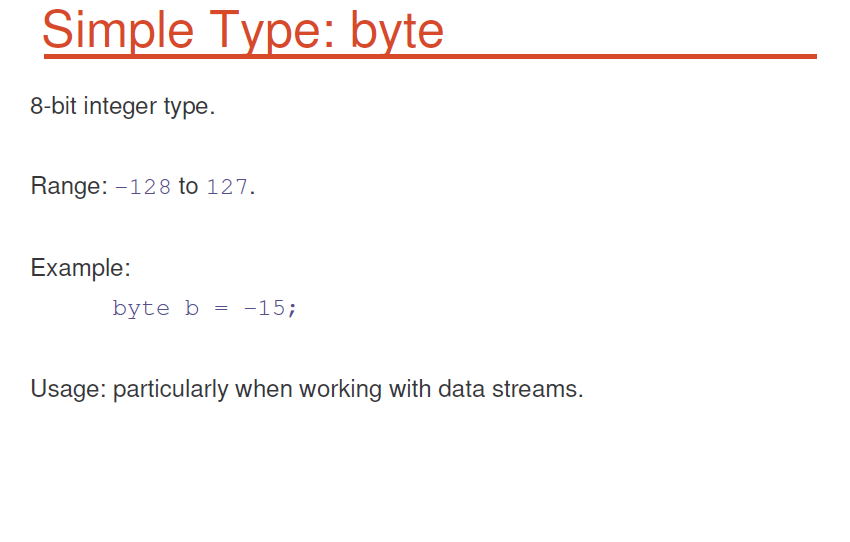 Simple Type: byte
8-bit integer type.
Range: -128 to 127.
Example:
byte b = -15;
Usage: particularly when working with data streams.